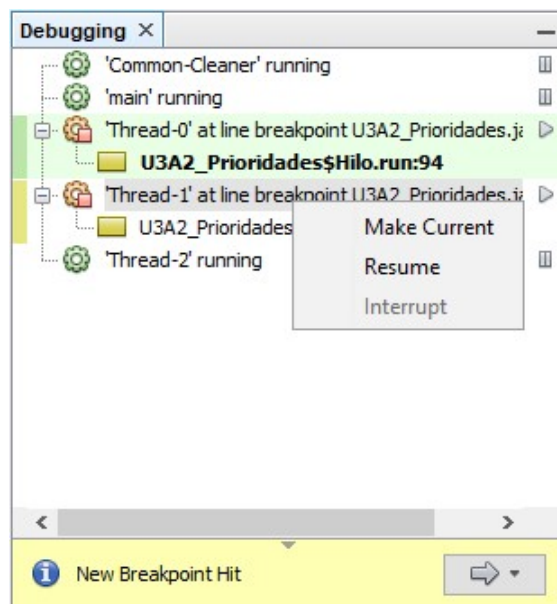 Debugging
'Common-Cleaner' running
'main' running
'Thread-0' at line breakpoint U3A2_Prioridades.ja
U3A2_Prioridades$Hilo.run:94
'Thread-1' at line breakpoint U3A2_Prioridades.ja
U3A2_Prioridades
Make Current
'Thread-2' running
Resume
Interrupt
New Breakpoint Hit